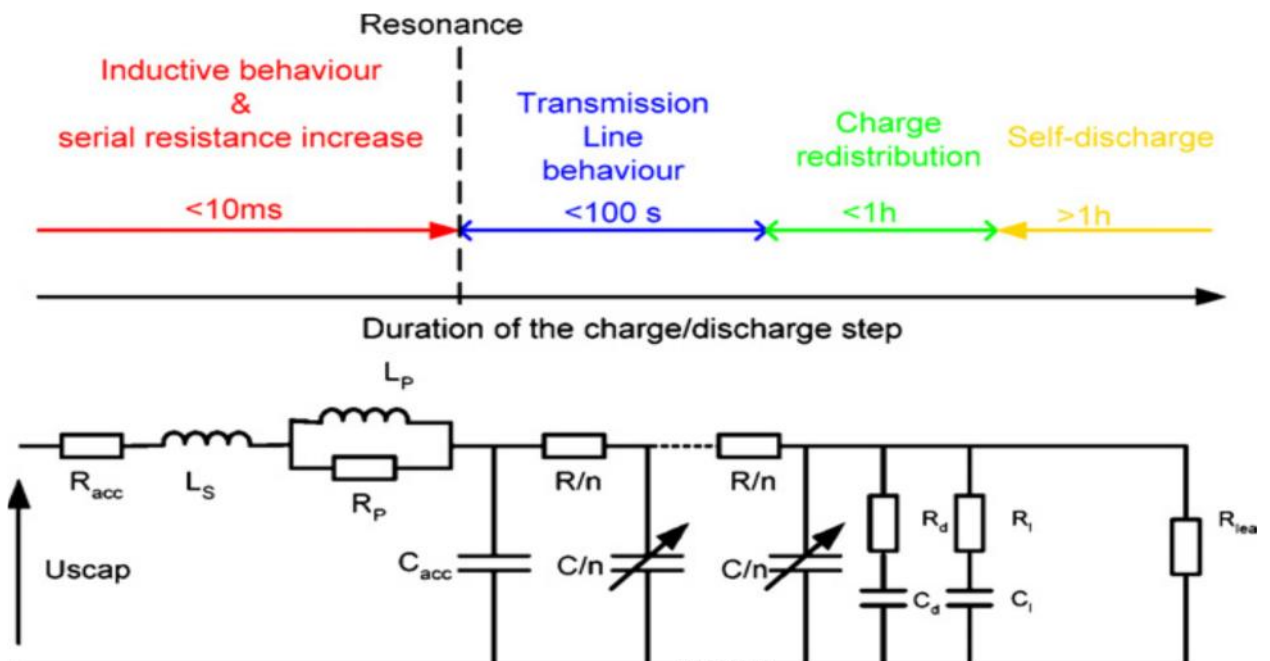 Resonance
Inductive behaviour
&
serial resistance increase
Transmission
Line
behaviour
Charge
redistribution
Self-discharge
<10ms
<100 s
<1h
>1h
Duration of the charge/discharge step
L_P
R_acc
L_S
R_P
R/n
R/n
R_d
R_l
R_lea
Uscap
C_acc
C/n
C/n
C_d
C_l